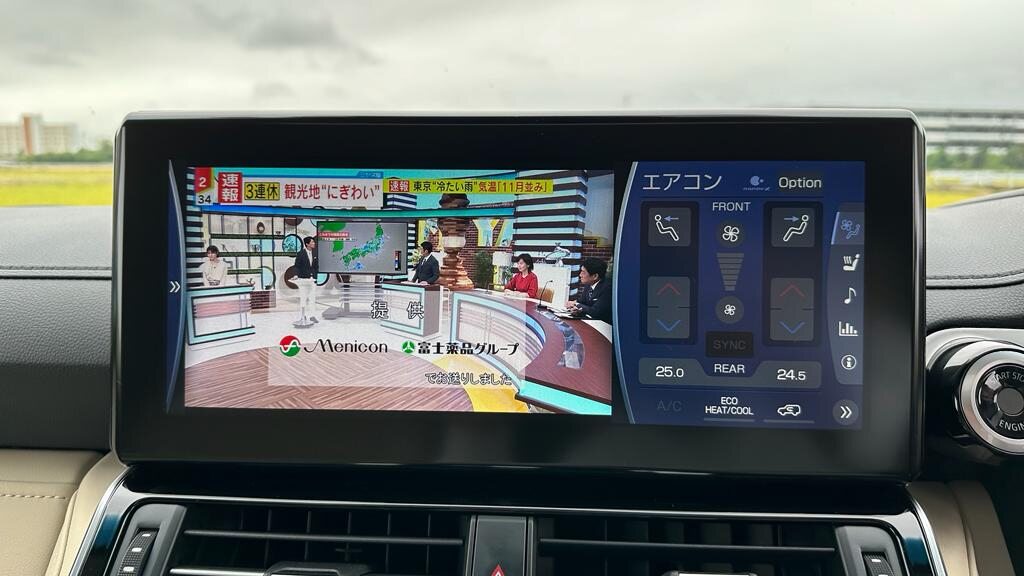 2
34
速報
3連休
観光地“にぎわい”
速報
東京“冷たい雨”気温「11月並み」
提 供
Menicon
富士薬品グループ
でお送りしました
エアコン
nanoe X
Option
FRONT
SYNC
25.0
REAR
24.5
A/C
ECO
HEAT/COOL
START STOP
ENGINE